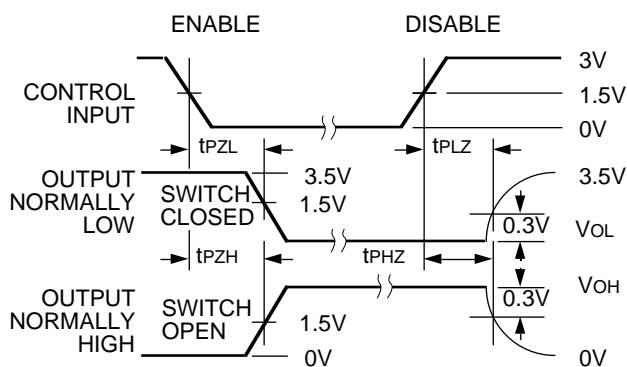 ENABLE DISABLE
3V
CONTROL
INPUT
1.5V
0V
tPZL
tPLZ
OUTPUT
NORMALLY
LOW
SWITCH
CLOSED
3.5V
1.5V
3.5V
0.3V
VOL
tPZH
tPHZ
VOH
0.3V
OUTPUT
NORMALLY
HIGH
SWITCH
OPEN
1.5V
0V
0V